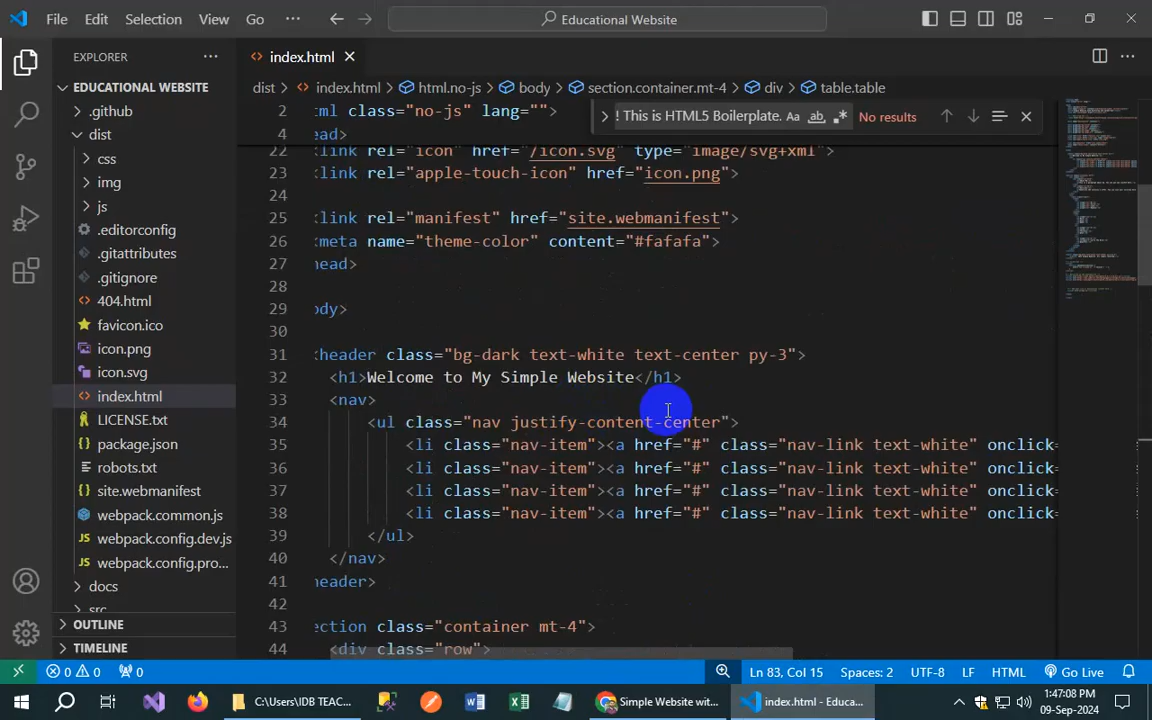 File Edit Selection View Go ··· Educational Website
EXPLORER ···
EDUCATIONAL WEBSITE
.github
dist
css
img
js
.editorconfig
.gitattributes
.gitignore
404.html
favicon.ico
icon.png
icon.svg
index.html
LICENSE.txt
package.json
robots.txt
site.webmanifest
webpack.common.js
webpack.config.dev.js
webpack.config.pro...
docs
src
OUTLINE
TIMELINE
index.html
dist > index.html > html.no-js > body > section.container.mt-4 > div > table.table
! This is HTML5 Boilerplate. Aa ab No results
2 tml class="no-js" lang="">
4 ead>
22 <link rel="icon" href="/icon.svg" type="image/svg+xml">
23 <link rel="apple-touch-icon" href="icon.png">
24
25 <link rel="manifest" href="site.webmanifest">
26 <meta name="theme-color" content="#fafafa">
27 head>
28
29 ody>
30
31 <header class="bg-dark text-white text-center py-3">
32 <h1>Welcome to My Simple Website</h1>
33 <nav>
34 <ul class="nav justify-content-center">
35 <li class="nav-item"><a href="#" class="nav-link text-white" onclick=
36 <li class="nav-item"><a href="#" class="nav-link text-white" onclick=
37 <li class="nav-item"><a href="#" class="nav-link text-white" onclick=
38 <li class="nav-item"><a href="#" class="nav-link text-white" onclick=
39 </ul>
40 </nav>
41 header>
42
43 ection class="container mt-4">
44 <div class="row">
0 0 0 Ln 83, Col 15 Spaces: 2 UTF-8 LF HTML Go Live
C:\Users\IDB TEAC... Simple Website wit... index.html - Educa... 1:47:08 PM
09-Sep-2024